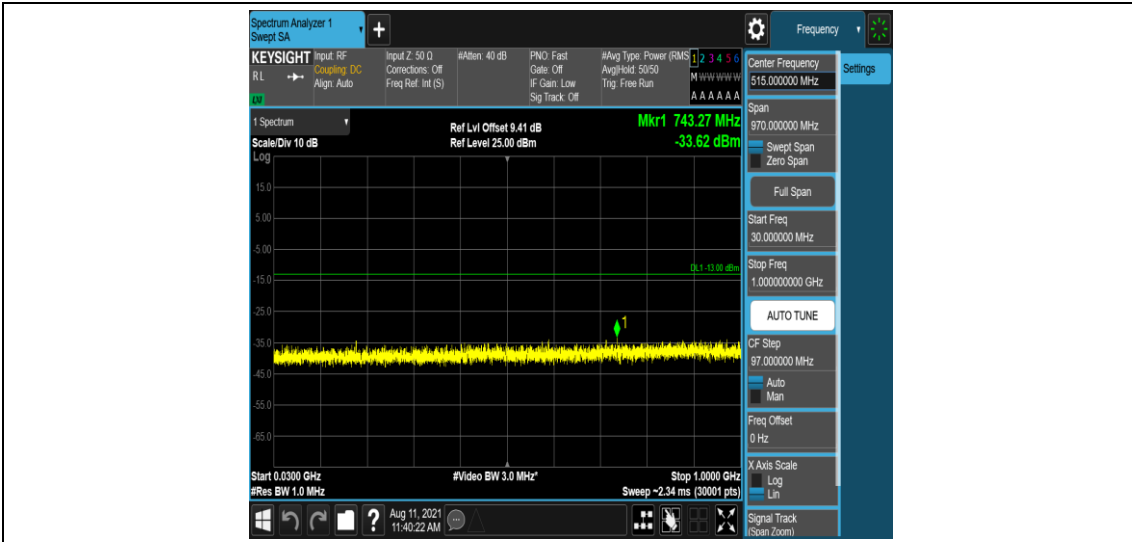 Spectrum Analyzer 1
Swept SA
+
Frequency
KEYSIGHT
RL
LXI
Input: RF
Coupling: DC
Align: Auto
Input Z: 50 Ω
Corrections: Off
Freq Ref: Int (S)
#Atten: 40 dB
PNO: Fast
Gate: Off
IF Gain: Low
Sig Track: Off
#Avg Type: Power (RMS
Avg|Hold: 50/50
Trig: Free Run
1 2 3 4 5 6
M W W W W W
A A A A A A
1 Spectrum
Scale/Div 10 dB
Log
Ref Lvl Offset 9.41 dB
Ref Level 25.00 dBm
Mkr1 743.27 MHz
-33.62 dBm
15.0
5.00
-5.00
-15.0
-25.0
-35.0
-45.0
-55.0
-65.0
DL1 -13.00 dBm
1
Start 0.0300 GHz
#Res BW 1.0 MHz
#Video BW 3.0 MHz*
Stop 1.0000 GHz
Sweep ~2.34 ms (30001 pts)
Center Frequency
515.000000 MHz
Span
970.000000 MHz
Swept Span
Zero Span
Full Span
Start Freq
30.000000 MHz
Stop Freq
1.000000000 GHz
AUTO TUNE
CF Step
97.000000 MHz
Auto
Man
Freq Offset
0 Hz
X Axis Scale
Log
Lin
Signal Track
(Span Zoom)
Settings
?
Aug 11, 2021
11:40:22 AM